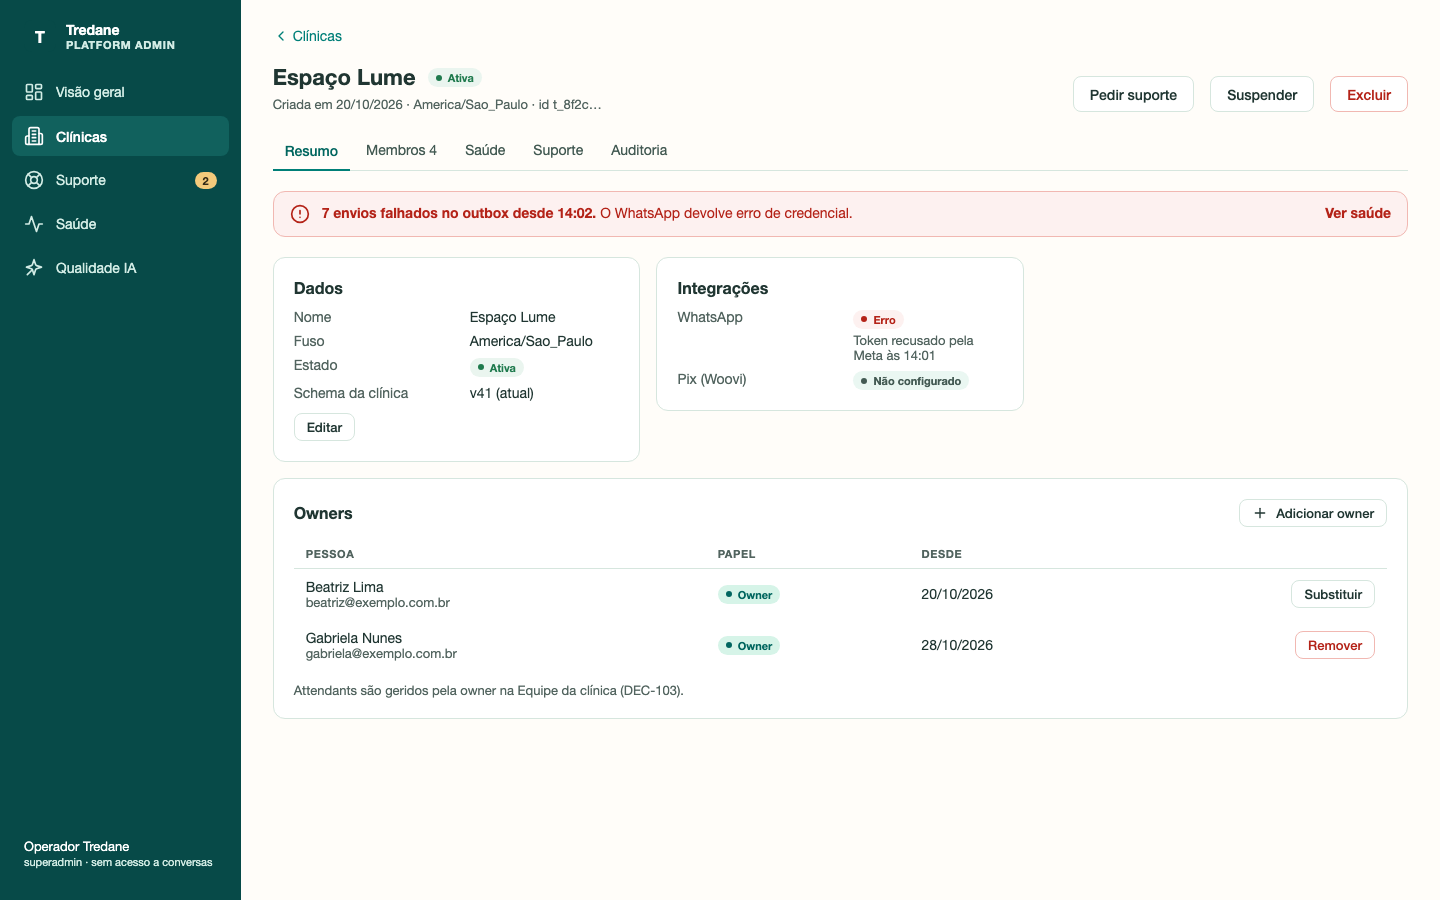 T
Tredane
PLATFORM ADMIN
Visão geral
Clínicas
Suporte
2
Saúde
Qualidade IA
Operador Tredane
superadmin · sem acesso a conversas
Clínicas
Espaço Lume
Ativa
Criada em 20/10/2026 · America/Sao_Paulo · id t_8f2c…
Pedir suporte
Suspender
Excluir
Resumo
Membros 4
Saúde
Suporte
Auditoria
7 envios falhados no outbox desde 14:02. O WhatsApp devolve erro de credencial.
Ver saúde
Dados
Nome
Espaço Lume
Fuso
America/Sao_Paulo
Estado
Ativa
Schema da clínica
v41 (atual)
Editar
Integrações
WhatsApp
Erro
Token recusado pela
Meta às 14:01
Pix (Woovi)
Não configurado
Owners
Adicionar owner
PESSOA
PAPEL
DESDE
Beatriz Lima
beatriz@exemplo.com.br
Owner
20/10/2026
Substituir
Gabriela Nunes
gabriela@exemplo.com.br
Owner
28/10/2026
Remover
Attendants são geridos pela owner na Equipe da clínica (DEC-103).